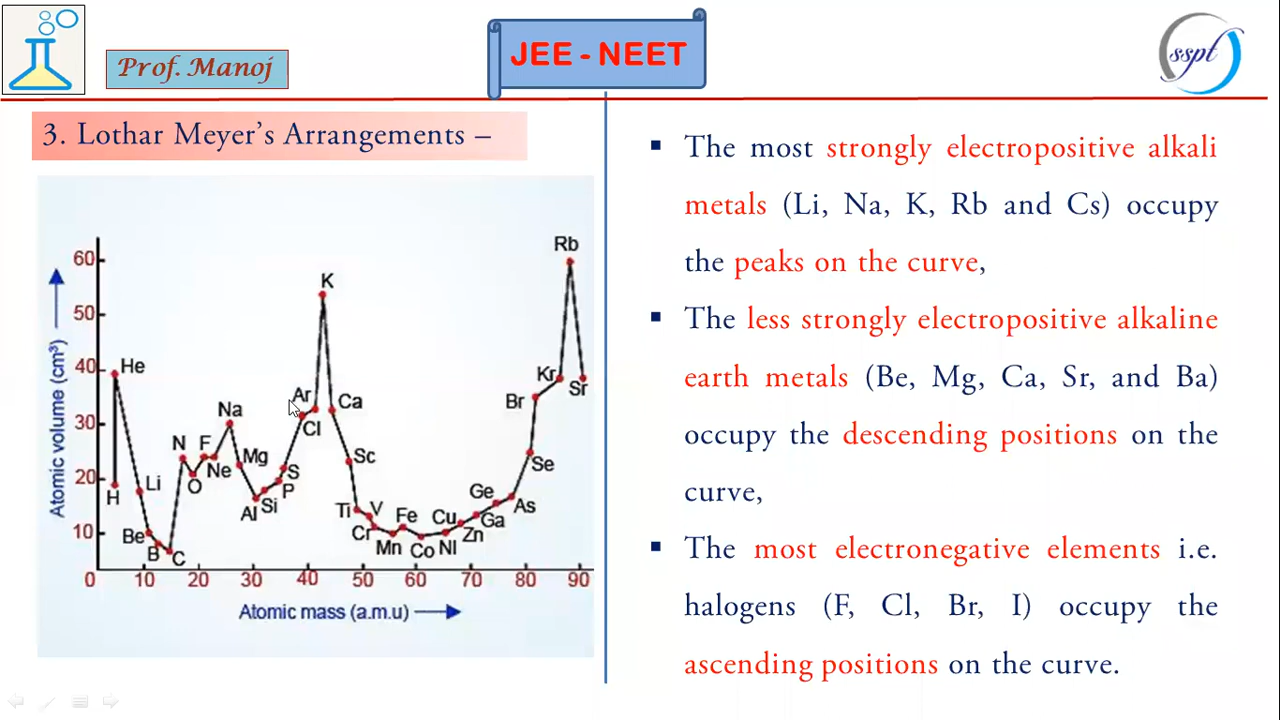 Prof. Manoj
JEE - NEET
sspt
3. Lothar Meyer's Arrangements –
Atomic volume (cm³)
60
50
40
30
20
10
0
10
20
30
40
50
60
70
80
90
Atomic mass (a.m.u)
H
He
Li
Be
B
C
N
O
F
Ne
Na
Mg
Al
Si
P
S
Cl
Ar
K
Ca
Sc
Ti
V
Cr
Mn
Fe
Co
NI
Cu
Zn
Ga
Ge
As
Se
Br
Kr
Rb
Sr
▪ The most strongly electropositive alkali
metals (Li, Na, K, Rb and Cs) occupy
the peaks on the curve,
▪ The less strongly electropositive alkaline
earth metals (Be, Mg, Ca, Sr, and Ba)
occupy the descending positions on the
curve,
▪ The most electronegative elements i.e.
halogens (F, Cl, Br, I) occupy the
ascending positions on the curve.